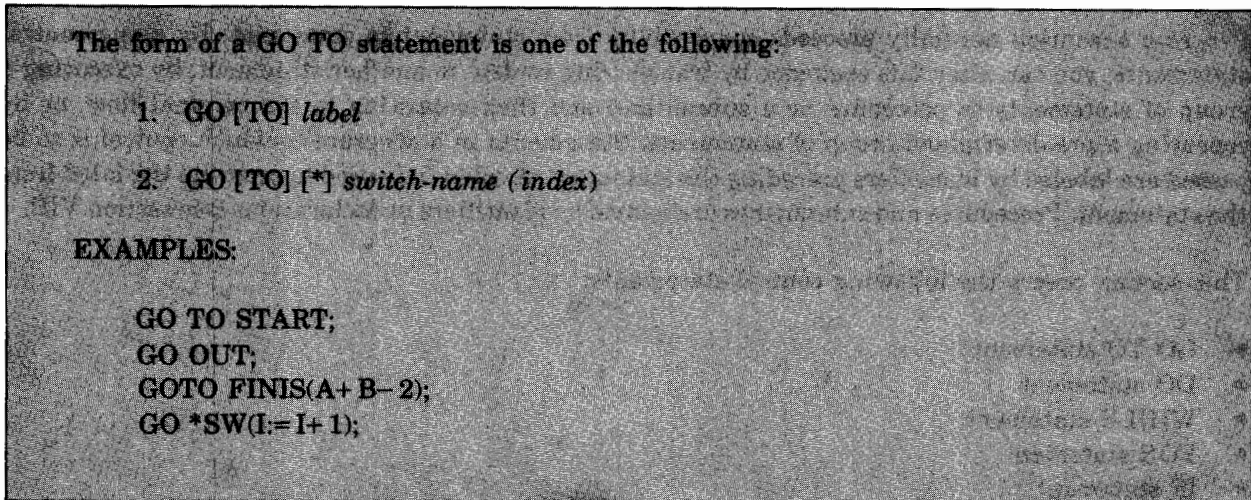 The form of a GO TO statement is one of the following:
1. GO [TO] label
2. GO [TO] [*] switch-name (index)
EXAMPLES:
GO TO START;
GO OUT;
GOTO FINIS(A+ B- 2);
GO *SW(I:= I+ 1);